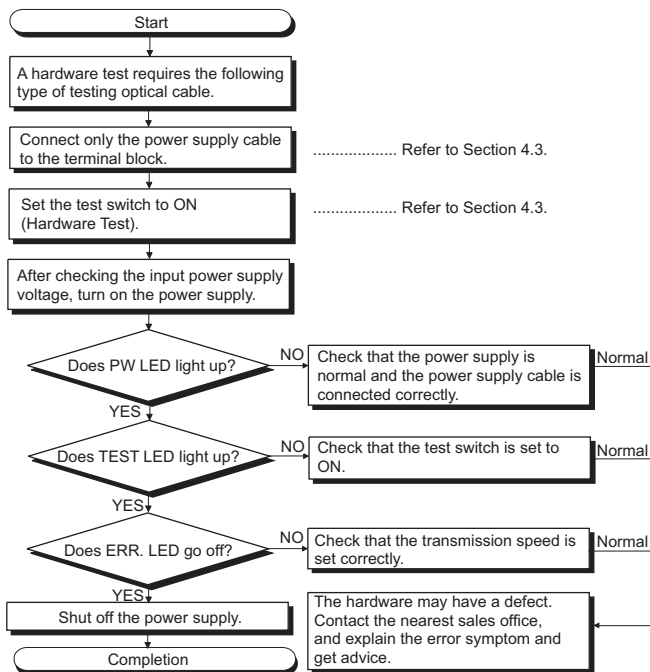 Start
A hardware test requires the following
type of testing optical cable.
Connect only the power supply cable
to the terminal block.
................... Refer to Section 4.3.
Set the test switch to ON
(Hardware Test).
................... Refer to Section 4.3.
After checking the input power supply
voltage, turn on the power supply.
Does PW LED light up?
NO
Check that the power supply is
normal and the power supply cable is
connected correctly.
Normal
YES
Does TEST LED light up?
NO
Check that the test switch is set to
ON.
Normal
YES
Does ERR. LED go off?
NO
Check that the transmission speed is
set correctly.
Normal
YES
Shut off the power supply.
The hardware may have a defect.
Contact the nearest sales office,
and explain the error symptom and
get advice.
Completion